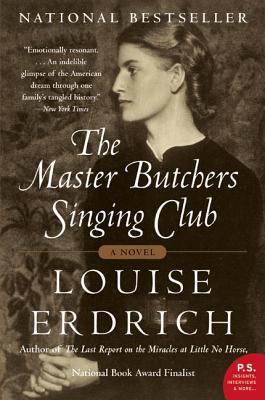 NATIONAL BESTSELLER
"Emotionally resonant.
. . . An indelible
glimpse of the American
dream through one
family's tangled history."
—New York Times
The
Master Butchers
Singing Club
A NOVEL
LOUISE
ERDRICH
Author of The Last Report on the Miracles at Little No Horse,
National Book Award Finalist
P.S.
INSIGHTS,
INTERVIEWS
& MORE...